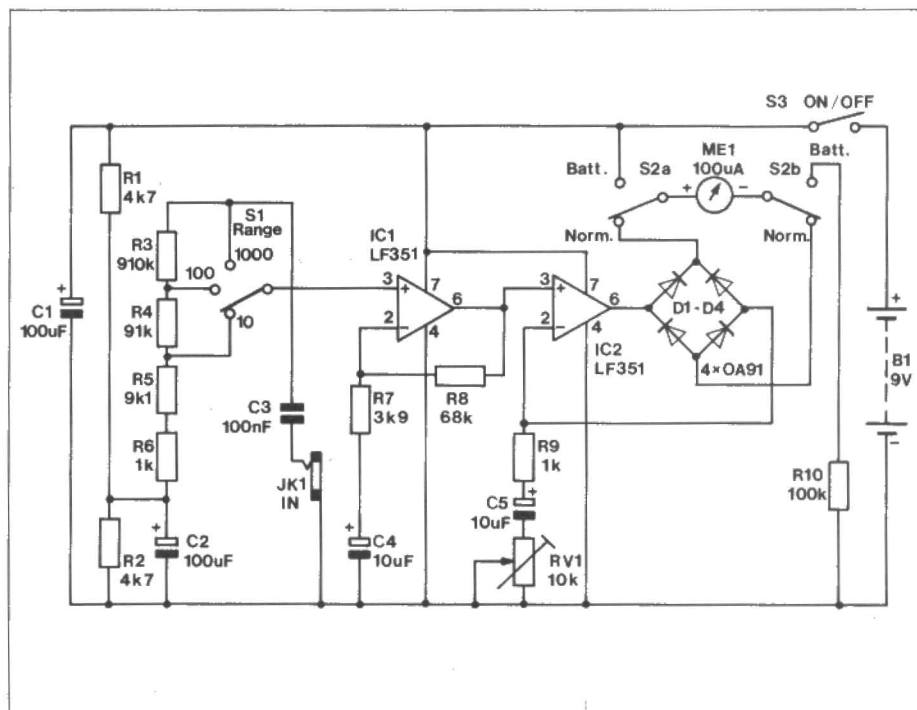 S3 ON/OFF
Batt.
S2a
+
ME1
100uA
-
S2b
Batt.
Norm.
Norm.
R1
4k7
S1
Range
1000
100
10
R3
910k
R4
91k
R5
9k1
R6
1k
+
C1
100uF
R2
4k7
+
C2
100uF
C3
100nF
JK1
IN
IC1
LF351
3
+
2
-
7
6
4
R7
3k9
R8
68k
+
C4
10uF
3
+
2
-
7
6
4
IC2
LF351
D1-D4
4×OA91
R9
1k
+
C5
10uF
RV1
10k
R10
100k
+
B1
9V
-